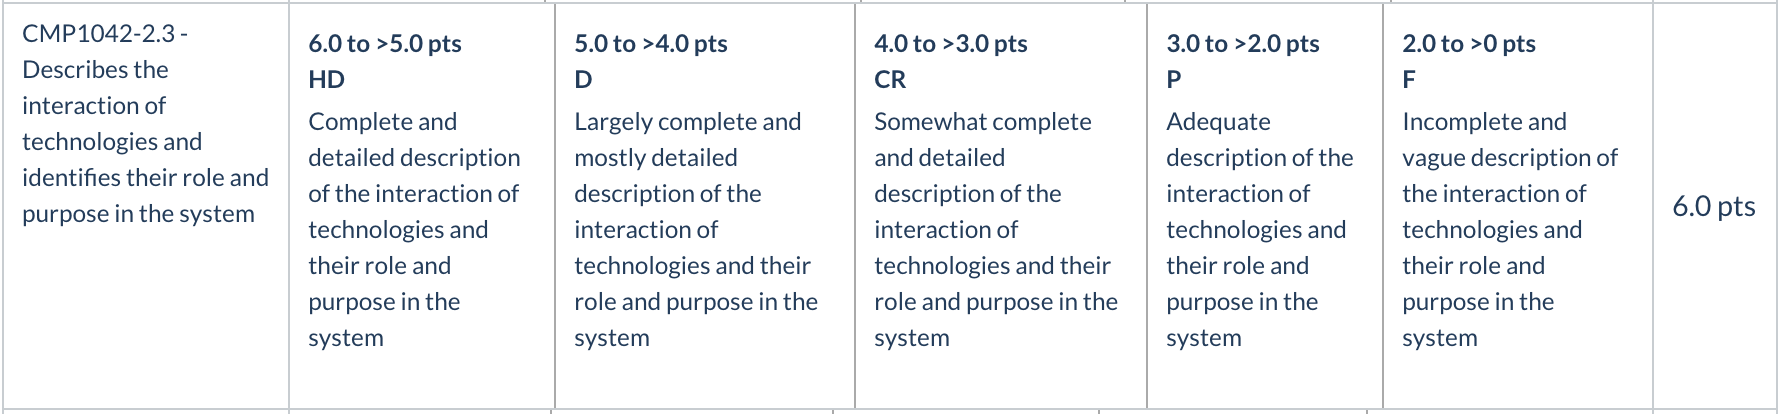 CMP1042-2.3 -
Describes the
interaction of
technologies and
identifies their role and
purpose in the system
6.0 to >5.0 pts
HD
Complete and
detailed description
of the interaction of
technologies and
their role and
purpose in the
system
5.0 to >4.0 pts
D
Largely complete and
mostly detailed
description of the
interaction of
technologies and their
role and purpose in the
system
4.0 to >3.0 pts
CR
Somewhat complete
and detailed
description of the
interaction of
technologies and their
role and purpose in the
system
3.0 to >2.0 pts
P
Adequate
description of the
interaction of
technologies and
their role and
purpose in the
system
2.0 to >0 pts
F
Incomplete and
vague description of
the interaction of
technologies and
their role and
purpose in the
system
6.0 pts